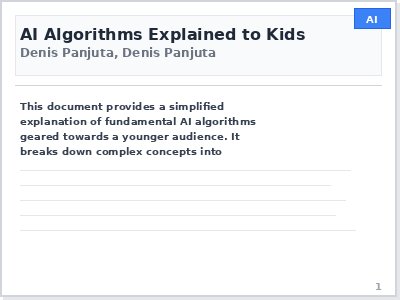 AI
AI Algorithms Explained to Kids
Denis Panjuta, Denis Panjuta
This document provides a simplified
explanation of fundamental AI algorithms
geared towards a younger audience. It
breaks down complex concepts into
1